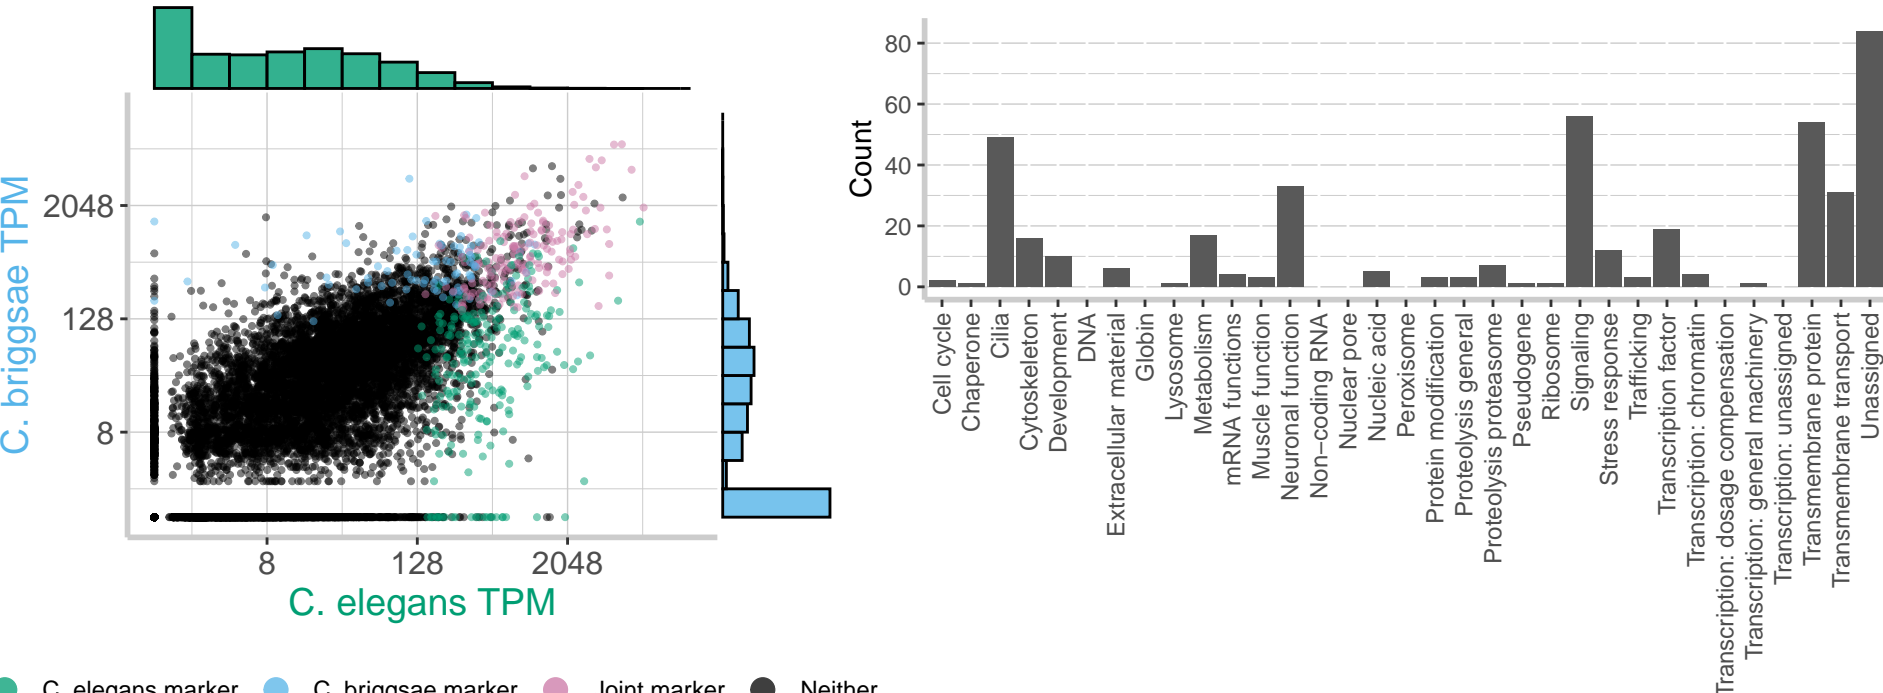 C. briggsae TPM
2048
128
8
8
128
2048
C. elegans TPM
C. elegans marker
C. briggsae marker
Joint marker
Neither
Count
80
60
40
20
0
Cell cycle
Chaperone
Cilia
Cytoskeleton
Development
DNA
Extracellular material
Globin
Lysosome
Metabolism
mRNA functions
Muscle function
Neuronal function
Non−coding RNA
Nuclear pore
Nucleic acid
Peroxisome
Protein modification
Proteolysis general
Proteolysis proteasome
Pseudogene
Ribosome
Signaling
Stress response
Trafficking
Transcription factor
Transcription: chromatin
Transcription: dosage compensation
Transcription: general machinery
Transcription: unassigned
Transmembrane protein
Transmembrane transport
Unassigned